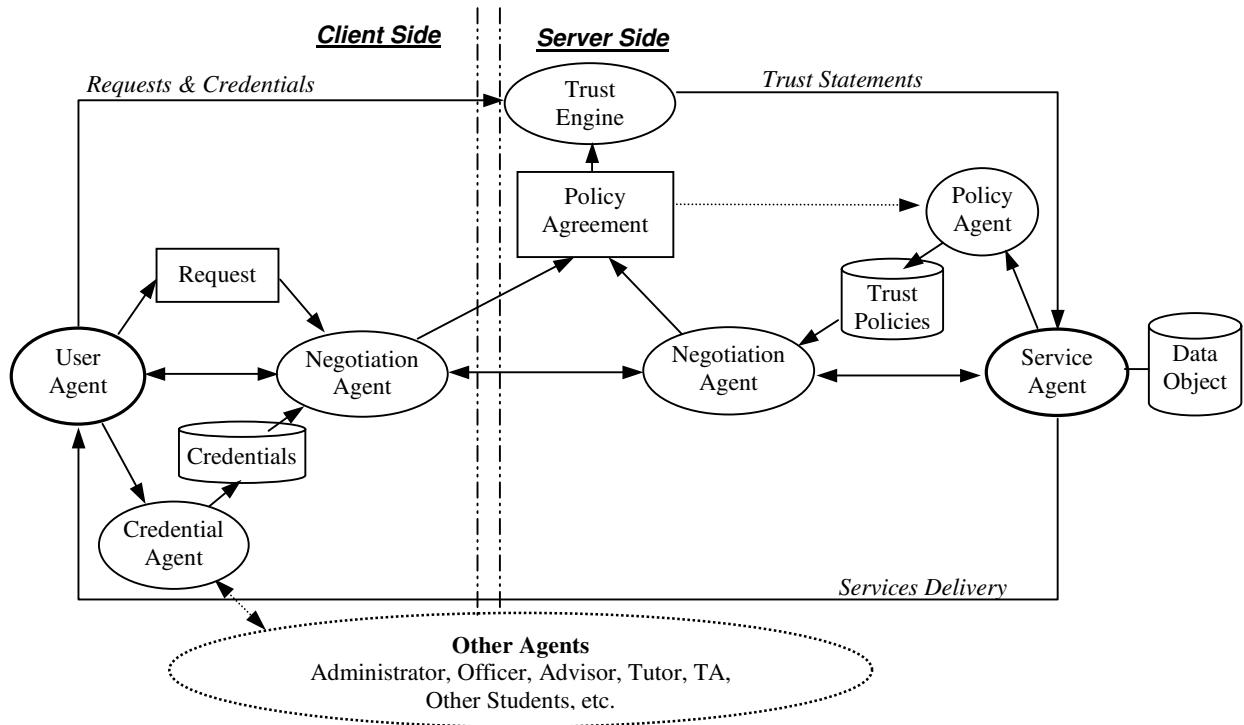 Client Side
Server Side
Requests & Credentials
Trust
Engine
Trust Statements
Policy
Agreement
Policy
Agent
Request
Trust
Policies
User
Agent
Negotiation
Agent
Negotiation
Agent
Service
Agent
Data
Object
Credentials
Credential
Agent
Services Delivery
Other Agents
Administrator, Officer, Advisor, Tutor, TA,
Other Students, etc.